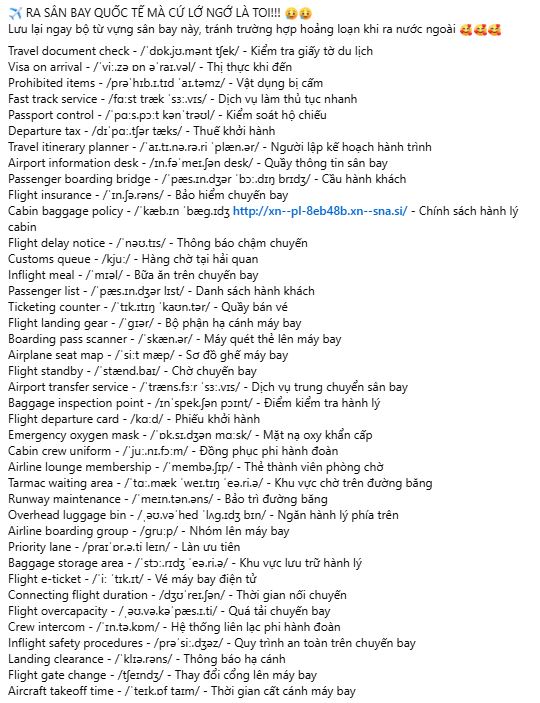 ✈️ RA SÂN BAY QUỐC TẾ MÀ CỨ LỚ NGỚ LÀ TOI!!! 😢😢
Lưu lại ngay bộ từ vựng sân bay này, tránh trường hợp hoảng loạn khi ra nước ngoài 🥰🥰🥰
Travel document check - /ˈdɒk.jʊ.mənt tʃek/ - Kiểm tra giấy tờ du lịch
Visa on arrival - /ˈviː.zə ɒn əˈraɪ.vəl/ - Thị thực khi đến
Prohibited items - /prəˈhɪb.ɪ.tɪd ˈaɪ.təmz/ - Vật dụng bị cấm
Fast track service - /fɑːst træk ˈsɜː.vɪs/ - Dịch vụ làm thủ tục nhanh
Passport control - /ˈpɑːs.pɔːt kənˈtrəʊl/ - Kiểm soát hộ chiếu
Departure tax - /dɪˈpɑː.tʃər tæks/ - Thuế khởi hành
Travel itinerary planner - /aɪ.tɪ.nə.rə.ri ˈplæn.ər/ - Người lập kế hoạch hành trình
Airport information desk - /ɪn.fəˈmeɪ.ʃən desk/ - Quầy thông tin sân bay
Passenger boarding bridge - /ˈpæs.ɪn.dʒər ˈbɔː.dɪŋ brɪdʒ/ - Cầu hành khách
Flight insurance - /ˈɪn.ʃə.rəns/ - Bảo hiểm chuyến bay
Cabin baggage policy - /ˈkæb.ɪn ˈbæg.ɪdʒ http://xn--pl-8eb48b.xn--sna.si/ - Chính sách hành lý
cabin
Flight delay notice - /ˈnəʊ.tɪs/ - Thông báo chậm chuyến
Customs queue - /kjuː/ - Hàng chờ tại hải quan
Inflight meal - /ˈmɪəl/ - Bữa ăn trên chuyến bay
Passenger list - /ˈpæs.ɪn.dʒər lɪst/ - Danh sách hành khách
Ticketing counter - /ˈtɪk.ɪtɪŋ ˈkaʊn.tər/ - Quầy bán vé
Flight landing gear - /ˈgɪər/ - Bộ phận hạ cánh máy bay
Boarding pass scanner - /ˈskæn.ər/ - Máy quét thẻ lên máy bay
Airplane seat map - /ˈsiːt mæp/ - Sơ đồ ghế máy bay
Flight standby - /ˈstænd.baɪ/ - Chờ chuyến bay
Airport transfer service - /ˈtræns.fɜːr ˈsɜː.vɪs/ - Dịch vụ trung chuyển sân bay
Baggage inspection point - /ɪnˈspek.ʃən pɔɪnt/ - Điểm kiểm tra hành lý
Flight departure card - /kɑːd/ - Phiếu khởi hành
Emergency oxygen mask - /ˈɒk.sɪ.dʒən mɑːsk/ - Mặt nạ oxy khẩn cấp
Cabin crew uniform - /ˈjuː.nɪ.fɔːm/ - Đồng phục phi hành đoàn
Airline lounge membership - /ˈmembə.ʃɪp/ - Thẻ thành viên phòng chờ
Tarmac waiting area - /ˈtɑː.mæk ˈweɪ.tɪŋ ˈeə.ri.ə/ - Khu vực chờ trên đường băng
Runway maintenance - /ˈmeɪn.tən.əns/ - Bảo trì đường băng
Overhead luggage bin - /ˌəʊ.vəˈhed ˈlʌg.ɪdʒ bɪn/ - Ngăn hành lý phía trên
Airline boarding group - /gruːp/ - Nhóm lên máy bay
Priority lane - /praɪˈɒr.ə.ti leɪn/ - Làn ưu tiên
Baggage storage area - /ˈstɔː.rɪdʒ ˈeə.ri.ə/ - Khu vực lưu trữ hành lý
Flight e-ticket - /ˈiː ˈtɪk.ɪt/ - Vé máy bay điện tử
Connecting flight duration - /dʒʊˈreɪ.ʃən/ - Thời gian nối chuyến
Flight overcapacity - /ˌəʊ.və.kəˈpæs.ɪ.ti/ - Quá tải chuyến bay
Crew intercom - /ˈɪn.tə.kɒm/ - Hệ thống liên lạc phi hành đoàn
Inflight safety procedures - /prəˈsiː.dʒəz/ - Quy trình an toàn trên chuyến bay
Landing clearance - /ˈklɪə.rəns/ - Thông báo hạ cánh
Flight gate change - /tʃeɪndʒ/ - Thay đổi cổng lên máy bay
Aircraft takeoff time - /ˈteɪk.ɒf taɪm/ - Thời gian cất cánh máy bay